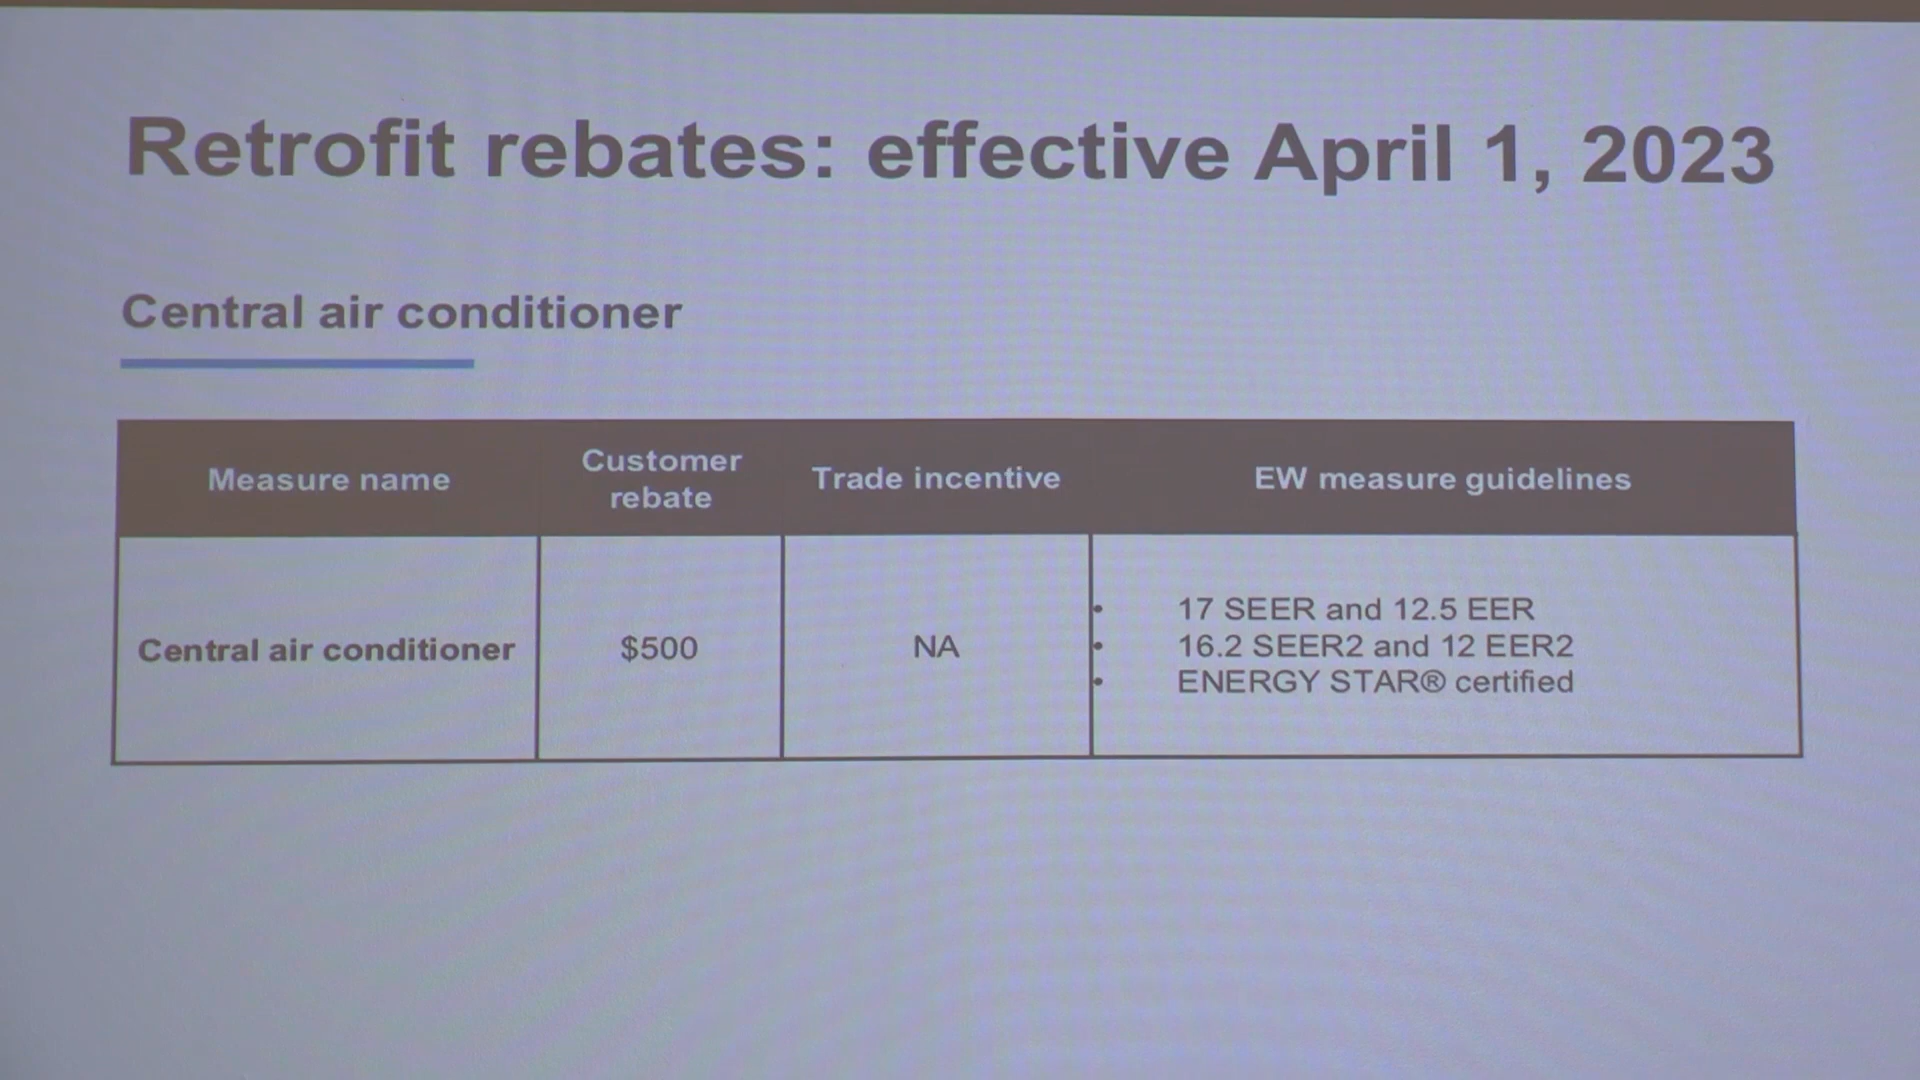 Retrofit rebates: effective April 1, 2023
Central air conditioner
Measure name
Customer
rebate
Trade incentive
EW measure guidelines
Central air conditioner
$500
NA
• 17 SEER and 12.5 EER
• 16.2 SEER2 and 12 EER2
• ENERGY STAR® certified